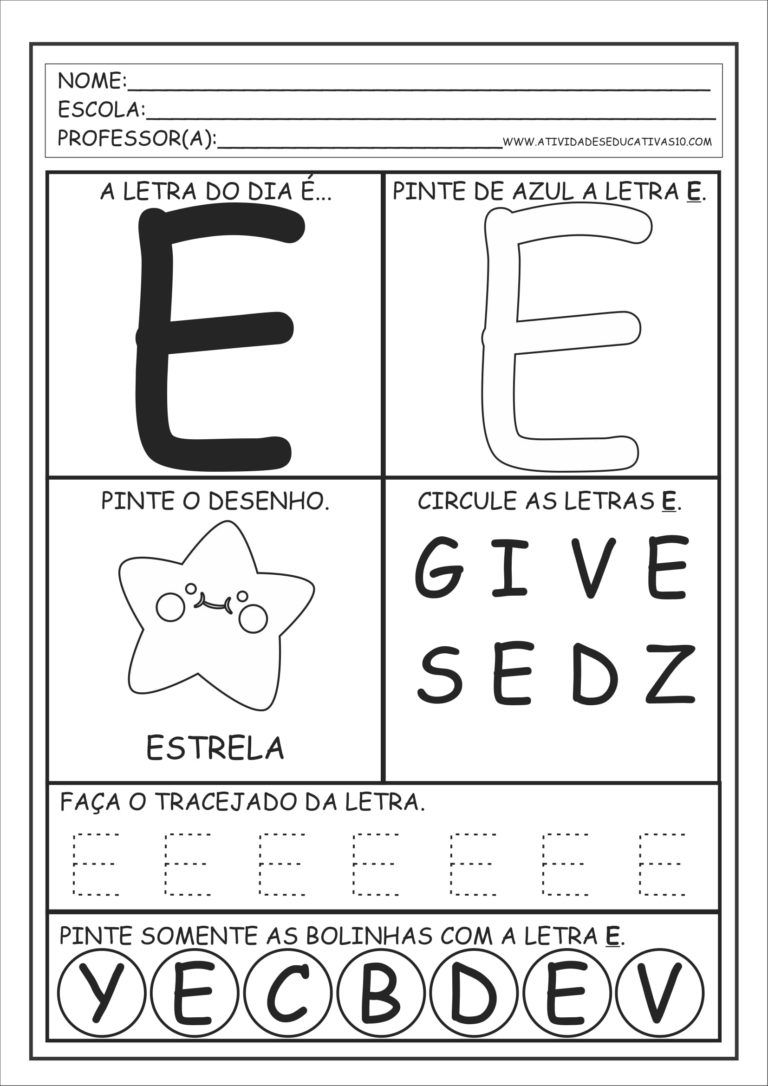 NOME:
ESCOLA:
PROFESSOR(A):
WWW.ATIVIDADESEDUCATIVAS10.COM
A LETRA DO DIA É...
E
PINTE DE AZUL A LETRA E.
E
PINTE O DESENHO.
ESTRELA
CIRCULE AS LETRAS E.
G I V E
S E D Z
FAÇA O TRACEJADO DA LETRA.
E E E E E E E
PINTE SOMENTE AS BOLINHAS COM A LETRA E.
Y E C B D E V